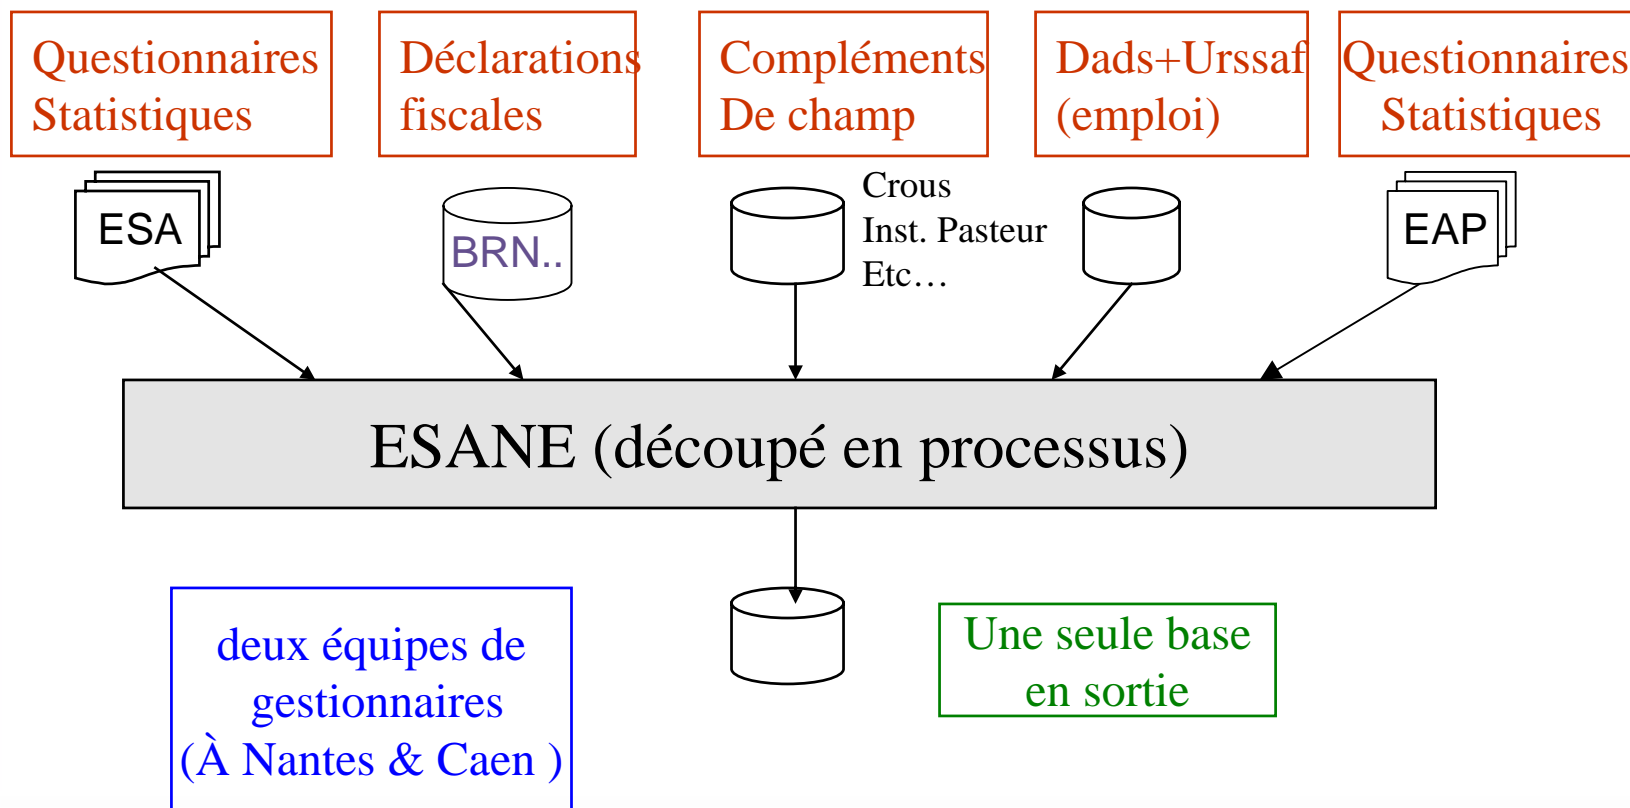 Questionnaires
Statistiques
Déclarations
fiscales
Compléments
De champ
Dads+Urssaf
(emploi)
Questionnaires
Statistiques
ESA
BRN..
Crous
Inst. Pasteur
Etc…
EAP
ESANE (découpé en processus)
deux équipes de
gestionnaires
(À Nantes & Caen )
Une seule base
en sortie